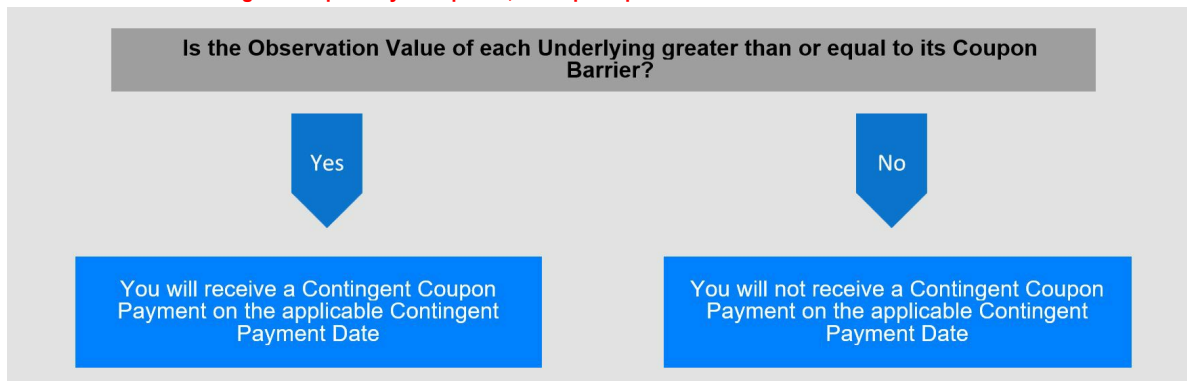 Is the Observation Value of each Underlying greater than or equal to its Coupon
Barrier?
Yes
No
You will receive a Contingent Coupon
Payment on the applicable Contingent
Payment Date
You will not receive a Contingent Coupon
Payment on the applicable Contingent
Payment Date